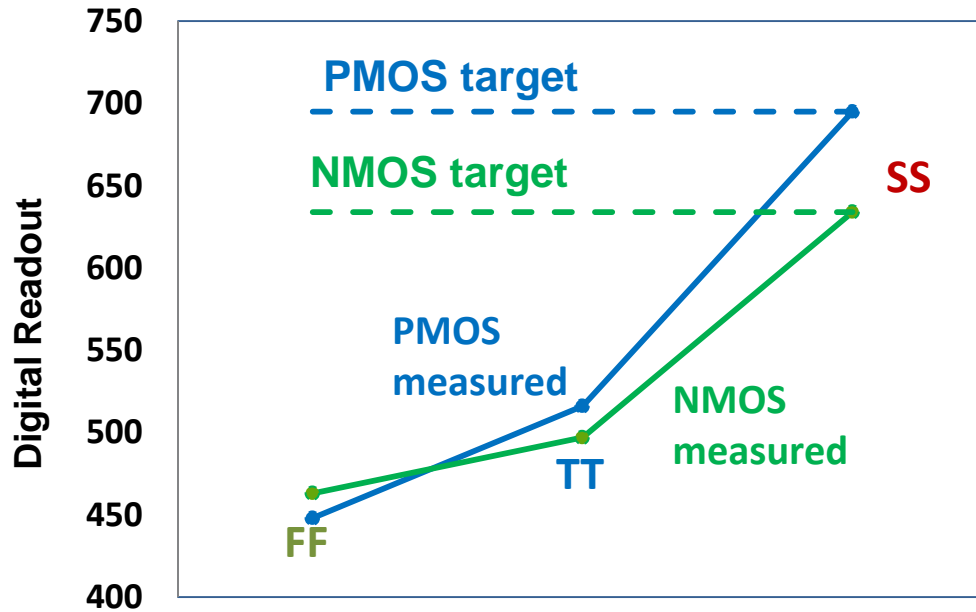 750
700
650
600
550
500
450
400
Digital Readout
PMOS target
NMOS target
SS
PMOS
measured
NMOS
measured
TT
FF